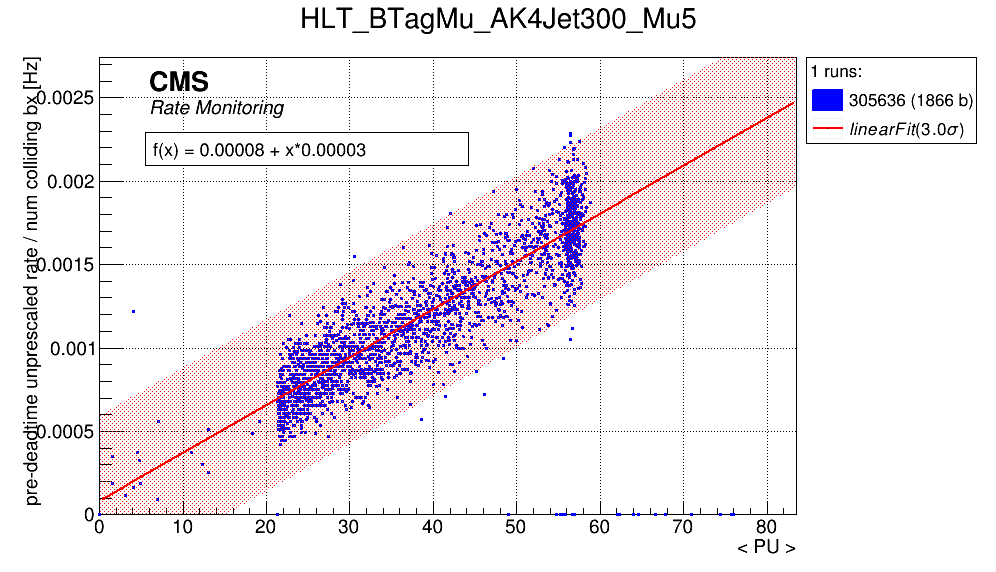 HLT_BTagMu_AK4Jet300_Mu5
pre-deadtime unprescaled rate / num colliding bx [Hz]
CMS
Rate Monitoring
f(x) = 0.00008 + x*0.00003
0.0025
0.002
0.0015
0.001
0.0005
0
0 10 20 30 40 50 60 70 80
< PU >
1 runs:
305636 (1866 b)
linearFit(3.0σ)